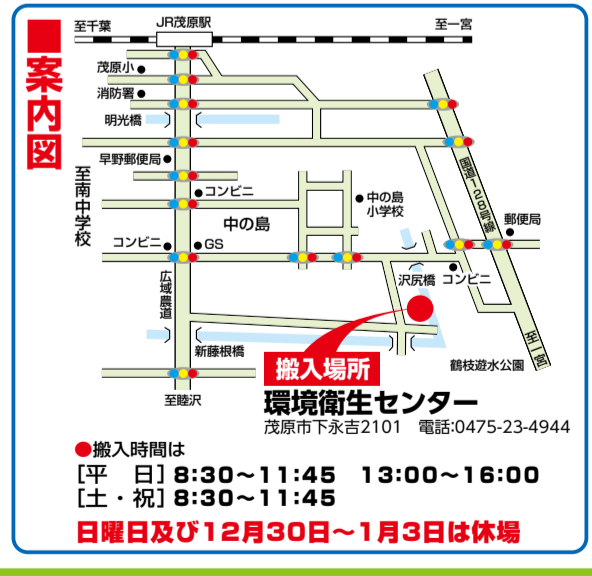 ■案内図
至千葉
JR茂原駅
至一宮
茂原小
消防署
明光橋
早野郵便局
至南中学校
コンビニ
中の島
中の島
小学校
国道128号線
郵便局
コンビニ
GS
広域農道
沢尻橋
コンビニ
新藤根橋
至一宮
鶴枝遊水公園
至睦沢
搬入場所
環境衛生センター
茂原市下永吉2101　電話:0475-23-4944
●搬入時間は
[平　日] 8:30～11:45　13:00～16:00
[土・祝] 8:30～11:45
日曜日及び12月30日～1月3日は休場